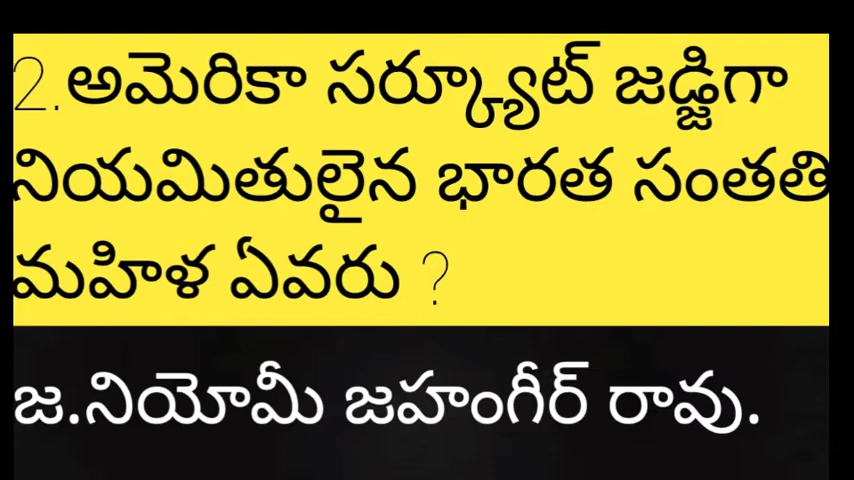 2.అమెరికా సర్క్యూట్ జడ్జిగా
నియమితులైన భారత సంతతి
మహిళ ఏవరు ?
జ.నియోమీ జహంగీర్ రావు.